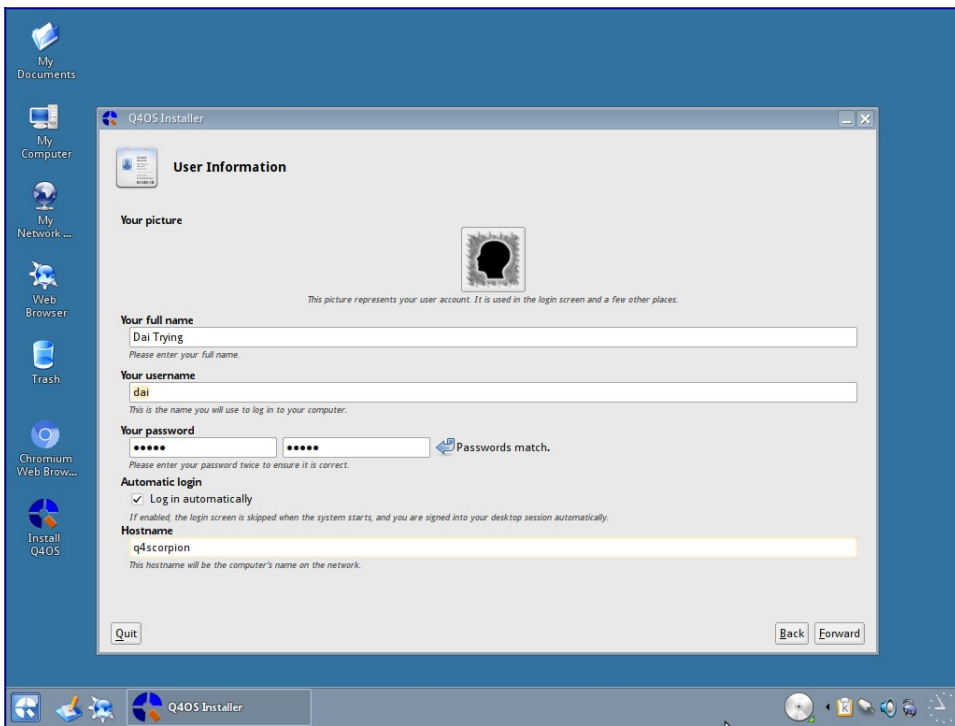 My
Documents
My
Computer
My
Network ...
Web
Browser
Trash
Chromium
Web Brow...
Install
Q4OS
Q4OS Installer
User Information
Your picture
This picture represents your user account. It is used in the login screen and a few other places.
Your full name
Dai Trying
Please enter your full name.
Your username
dai
This is the name you will use to log in to your computer.
Your password
••••• ••••• Passwords match.
Please enter your password twice to ensure it is correct.
Automatic login
Log in automatically
If enabled, the login screen is skipped when the system starts, and you are signed into your desktop session automatically.
Hostname
q4scorpion
This hostname will be the computer's name on the network.
Quit Back Forward
Q4OS Installer